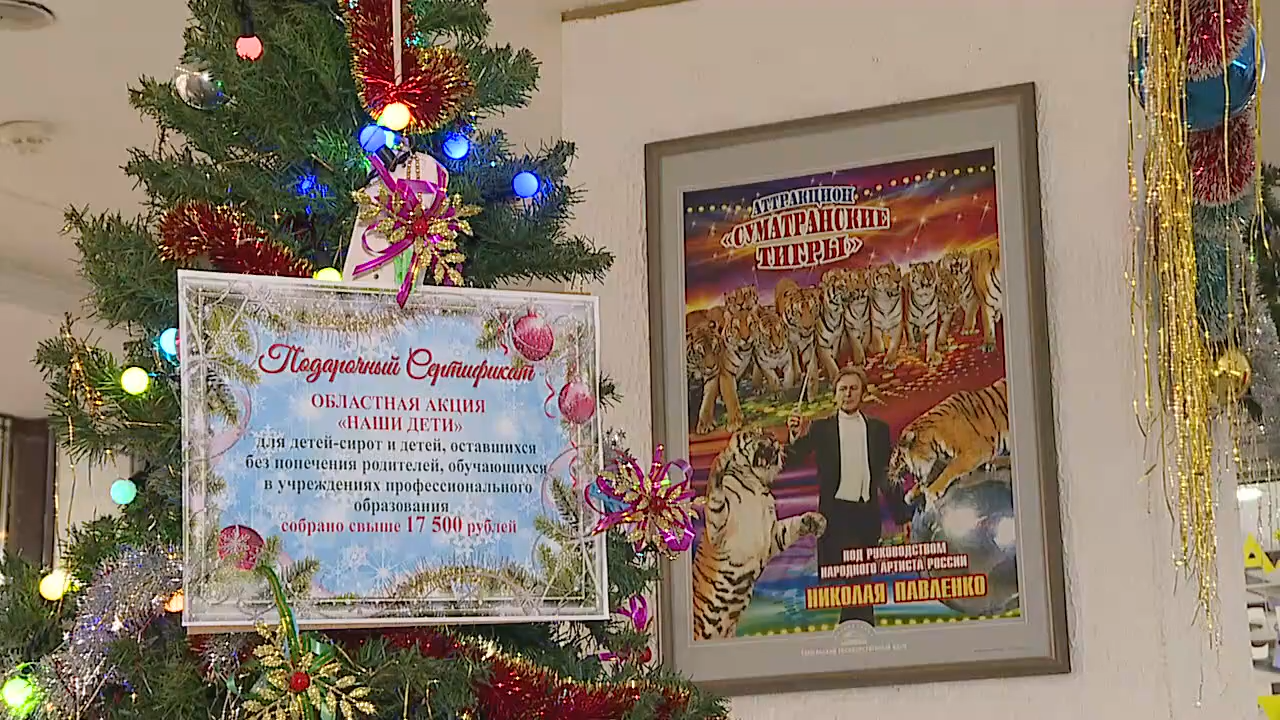 Подарочный Сертификат
ОБЛАСТНАЯ АКЦИЯ
«НАШИ ДЕТИ»
для детей-сирот и детей, оставшихся
без попечения родителей, обучающихся
в учреждениях профессионального
образования
собрано свыше 17 500 рублей
АТТРАКЦИОН
«СУМАТРАНСКИЕ
ТИГРЫ»
ПОД РУКОВОДСТВОМ
НАРОДНОГО АРТИСТА РОССИИ
НИКОЛАЯ ПАВЛЕНКО